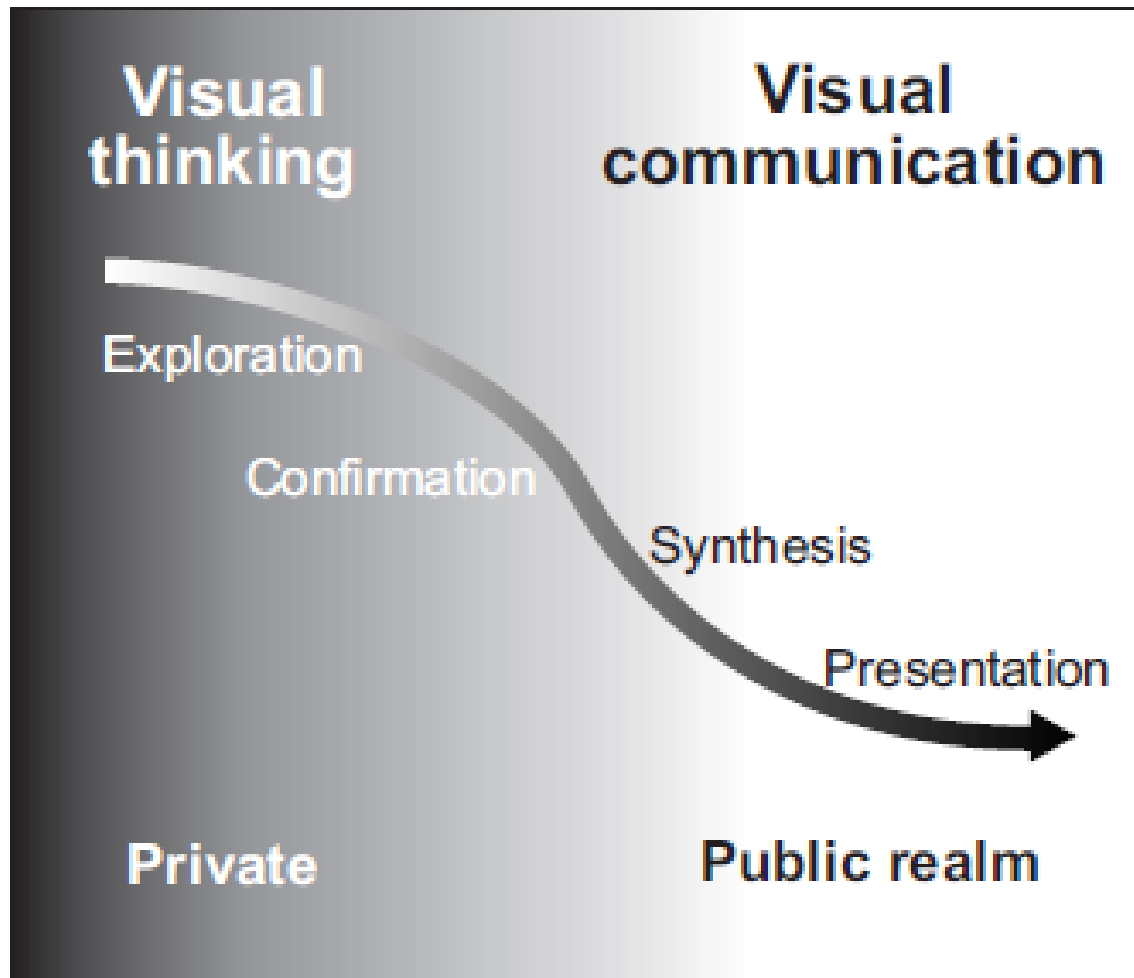 Visual
thinking
Visual
communication
Exploration
Confirmation
Synthesis
Presentation
Private
Public realm